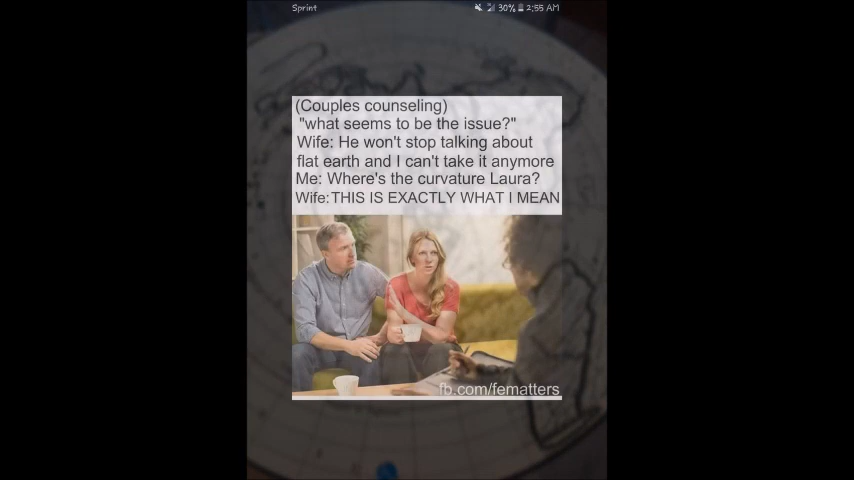 Sprint 30% 2:55 AM
(Couples counseling)
"what seems to be the issue?"
Wife: He won't stop talking about
flat earth and I can't take it anymore
Me: Where's the curvature Laura?
Wife: THIS IS EXACTLY WHAT I MEAN
fb.com/fematters